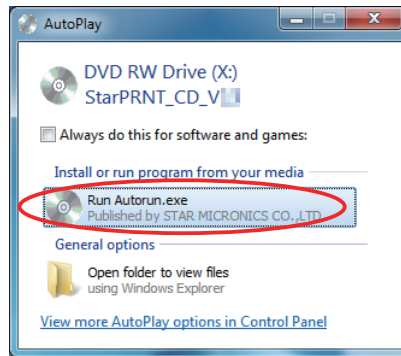 AutoPlay
DVD RW Drive (X:)
StarPRNT_CD_V
Always do this for software and games:
Install or run program from your media
Run Autorun.exe
Published by STAR MICRONICS CO.,LTD
General options
Open folder to view files
using Windows Explorer
View more AutoPlay options in Control Panel